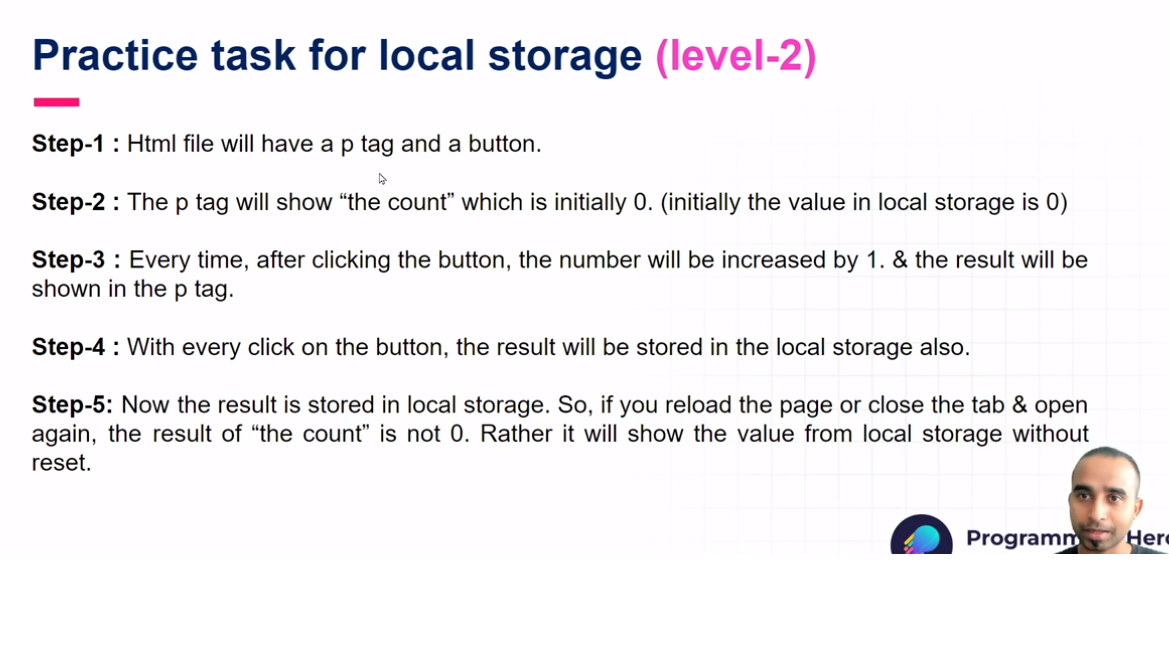 Practice task for local storage (level-2)
Step-1 : Html file will have a p tag and a button.
Step-2 : The p tag will show “the count” which is initially 0. (initially the value in local storage is 0)
Step-3 : Every time, after clicking the button, the number will be increased by 1. & the result will be
shown in the p tag.
Step-4 : With every click on the button, the result will be stored in the local storage also.
Step-5: Now the result is stored in local storage. So, if you reload the page or close the tab & open
again, the result of “the count” is not 0. Rather it will show the value from local storage without
reset.